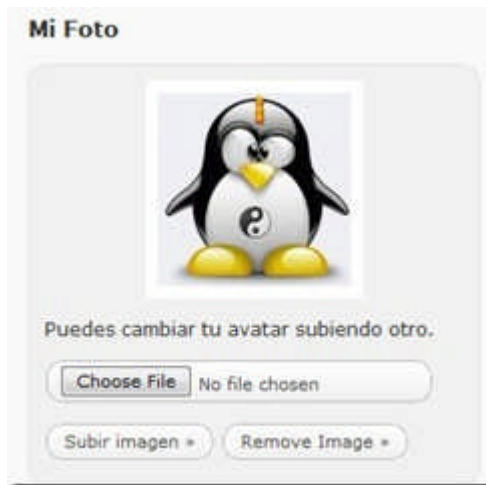 Mi Foto
Puedes cambiar tu avatar subiendo otro.
Choose File No file chosen
Subir imagen » Remove Image »